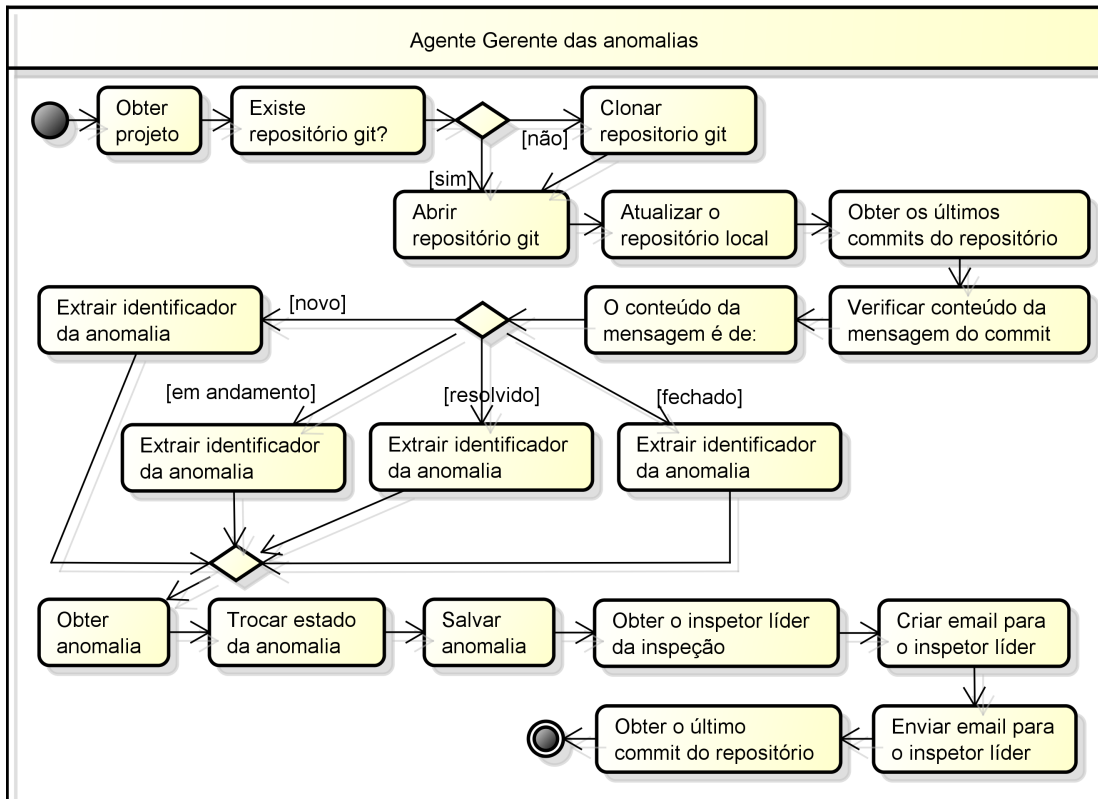 Agente Gerente das anomalias
Obter
projeto
Existe
repositório git?
[não]
Clonar
repositorio git
[sim]
Abrir
repositório git
Atualizar o
repositório local
Obter os últimos
commits do repositório
Verificar conteúdo da
mensagem do commit
O conteúdo da
mensagem é de:
[novo]
Extrair identificador
da anomalia
[em andamento]
[resolvido]
[fechado]
Extrair identificador
da anomalia
Extrair identificador
da anomalia
Extrair identificador
da anomalia
Obter
anomalia
Trocar estado
da anomalia
Salvar
anomalia
Obter o inspetor líder
da inspeção
Criar email para
o inspetor líder
Enviar email para
o inspetor líder
Obter o último
commit do repositório